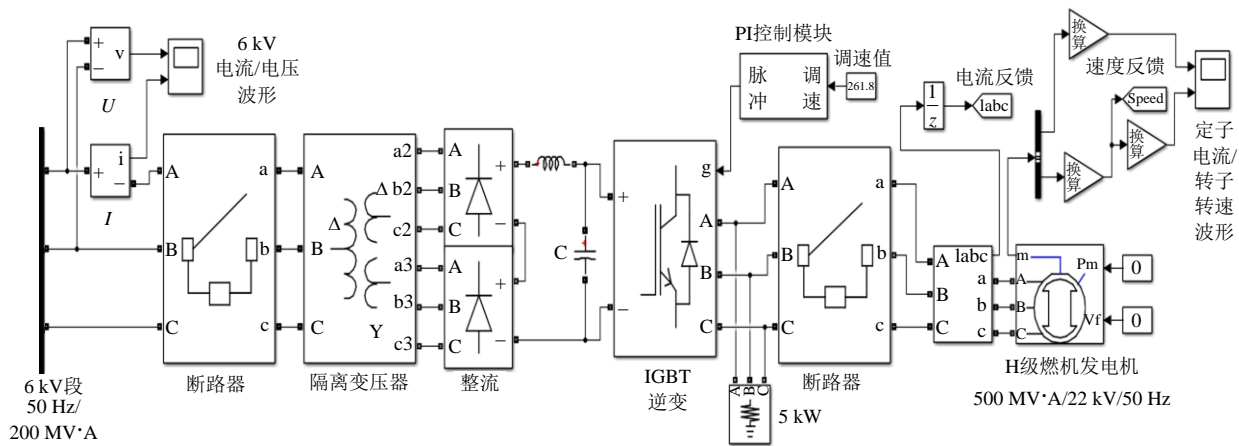 +
−
v
U
6 kV
电流/电压
波形
+
−
i
I
6 kV段
50 Hz/
200 MV·A
A
B
C
a
b
c
断路器
A
B
C
Δ
Δ
Y
a2
b2
c2
a3
b3
c3
隔离变压器
A
B
C
+
−
A
B
C
+
−
整流
C
PI控制模块
脉
冲
调
速
调速值
261.8
+
−
g
A
B
C
IGBT
逆变
A
B
C
5 kW
A
B
C
a
b
c
断路器
1
z
电流反馈
Iabc
A
B
C
Iabc
a
b
c
m
A
B
C
Pm
Vf
0
0
H级燃机发电机
500 MV·A/22 kV/50 Hz
换算
速度反馈
Speed
换算
换算
定子
电流/
转子
转速
波形